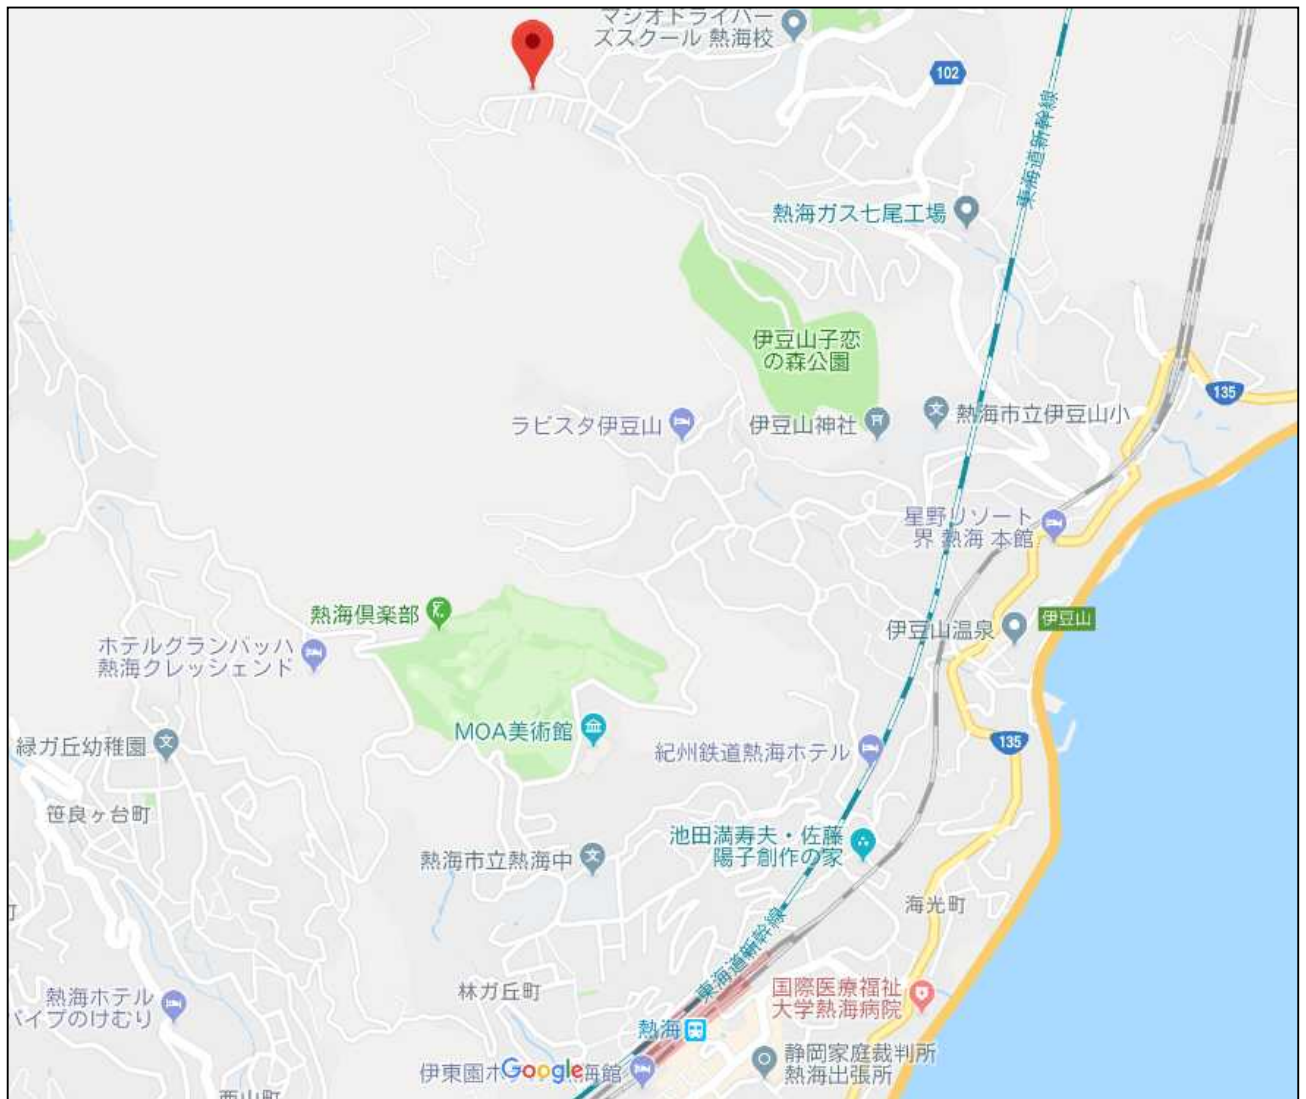 マジオドライバー
ズスクール 熱海校
102
東海道新幹線
熱海ガス七尾工場
伊豆山子恋
の森公園
135
ラビスタ伊豆山
伊豆山神社
熱海市立伊豆山小
星野リゾート
界 熱海 本館
熱海倶楽部
伊豆山温泉
伊豆山
ホテルグランバッハ
熱海クレッシェンド
MOA美術館
135
緑ガ丘幼稚園
紀州鉄道熱海ホテル
笹良ヶ台町
池田満寿夫・佐藤
陽子創作の家
熱海市立熱海中
海光町
東海道新幹線
林ガ丘町
国際医療福祉
大学熱海病院
熱海ホテル
パイプのけむり
熱海
静岡家庭裁判所
熱海出張所
Google
西山町